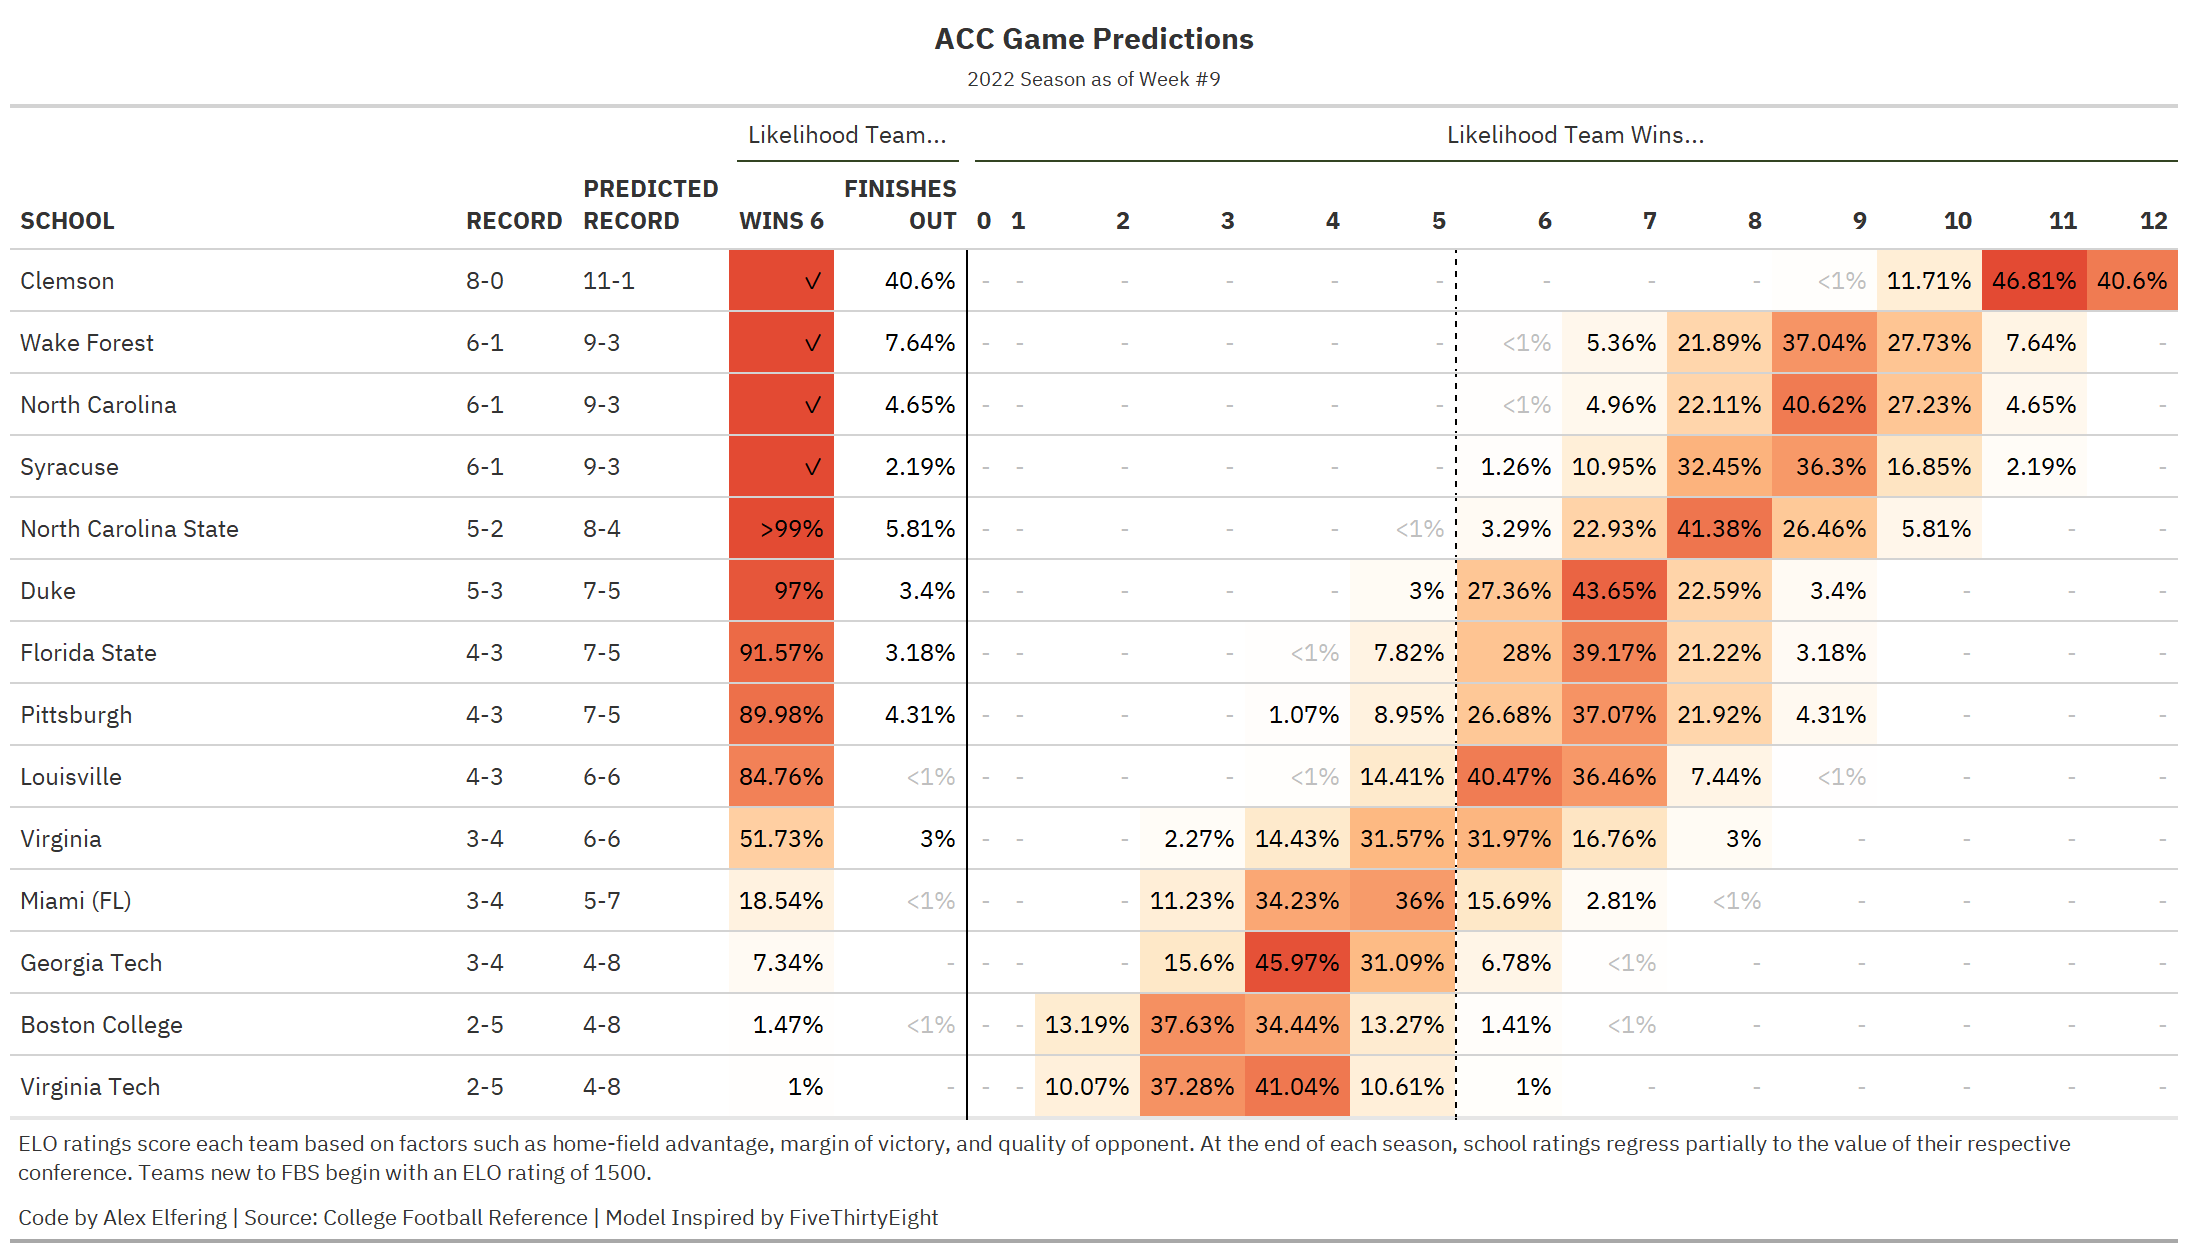 ACC Game Predictions
2022 Season as of Week #9
Likelihood Team... Likelihood Team Wins...
PREDICTED FINISHES
SCHOOL RECORD RECORD WINS 6 OUT 0 1 2 3 4 5 6 7 8 9 10 11 12
Clemson 8-0 11-1 ✓ 40.6% - - - - - - - - - <1% 11.71% 46.81% 40.6%
Wake Forest 6-1 9-3 ✓ 7.64% - - - - - - <1% 5.36% 21.89% 37.04% 27.73% 7.64% -
North Carolina 6-1 9-3 ✓ 4.65% - - - - - - <1% 4.96% 22.11% 40.62% 27.23% 4.65% -
Syracuse 6-1 9-3 ✓ 2.19% - - - - - - 1.26% 10.95% 32.45% 36.3% 16.85% 2.19% -
North Carolina State 5-2 8-4 >99% 5.81% - - - - - <1% 3.29% 22.93% 41.38% 26.46% 5.81% - -
Duke 5-3 7-5 97% 3.4% - - - - - 3% 27.36% 43.65% 22.59% 3.4% - - -
Florida State 4-3 7-5 91.57% 3.18% - - - - <1% 7.82% 28% 39.17% 21.22% 3.18% - - -
Pittsburgh 4-3 7-5 89.98% 4.31% - - - - 1.07% 8.95% 26.68% 37.07% 21.92% 4.31% - - -
Louisville 4-3 6-6 84.76% <1% - - - - <1% 14.41% 40.47% 36.46% 7.44% <1% - - -
Virginia 3-4 6-6 51.73% 3% - - - 2.27% 14.43% 31.57% 31.97% 16.76% 3% - - - -
Miami (FL) 3-4 5-7 18.54% <1% - - - 11.23% 34.23% 36% 15.69% 2.81% <1% - - - -
Georgia Tech 3-4 4-8 7.34% - - - - 15.6% 45.97% 31.09% 6.78% <1% - - - - -
Boston College 2-5 4-8 1.47% <1% - - 13.19% 37.63% 34.44% 13.27% 1.41% <1% - - - - -
Virginia Tech 2-5 4-8 1% - - - 10.07% 37.28% 41.04% 10.61% 1% - - - - - -
ELO ratings score each team based on factors such as home-field advantage, margin of victory, and quality of opponent. At the end of each season, school ratings regress partially to the value of their respective
conference. Teams new to FBS begin with an ELO rating of 1500.
Code by Alex Elfering | Source: College Football Reference | Model Inspired by FiveThirtyEight